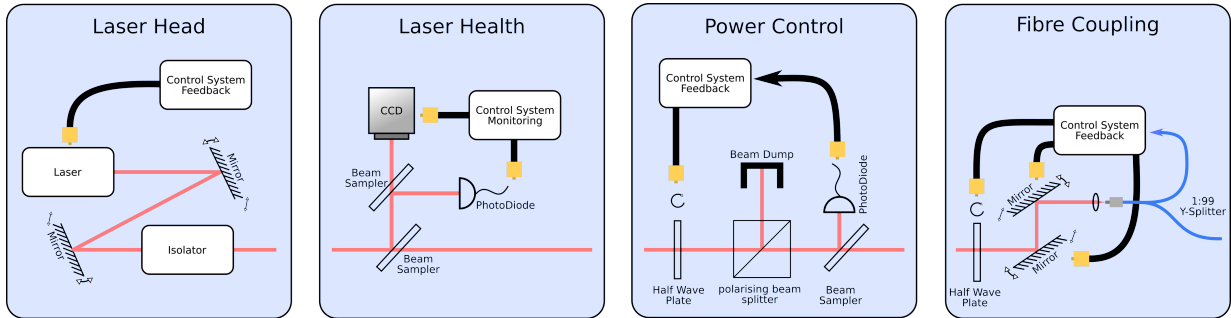 Laser Head
Control System
Feedback
Laser
Mirror
Mirror
Isolator
Laser Health
CCD
Control System
Monitoring
Beam
Sampler
PhotoDiode
Beam
Sampler
Power Control
Control System
Feedback
Beam Dump
PhotoDiode
Half Wave
Plate
polarising beam
splitter
Beam
Sampler
Fibre Coupling
Control System
Feedback
Mirror
1:99
Y-Splitter
Mirror
Half Wave
Plate